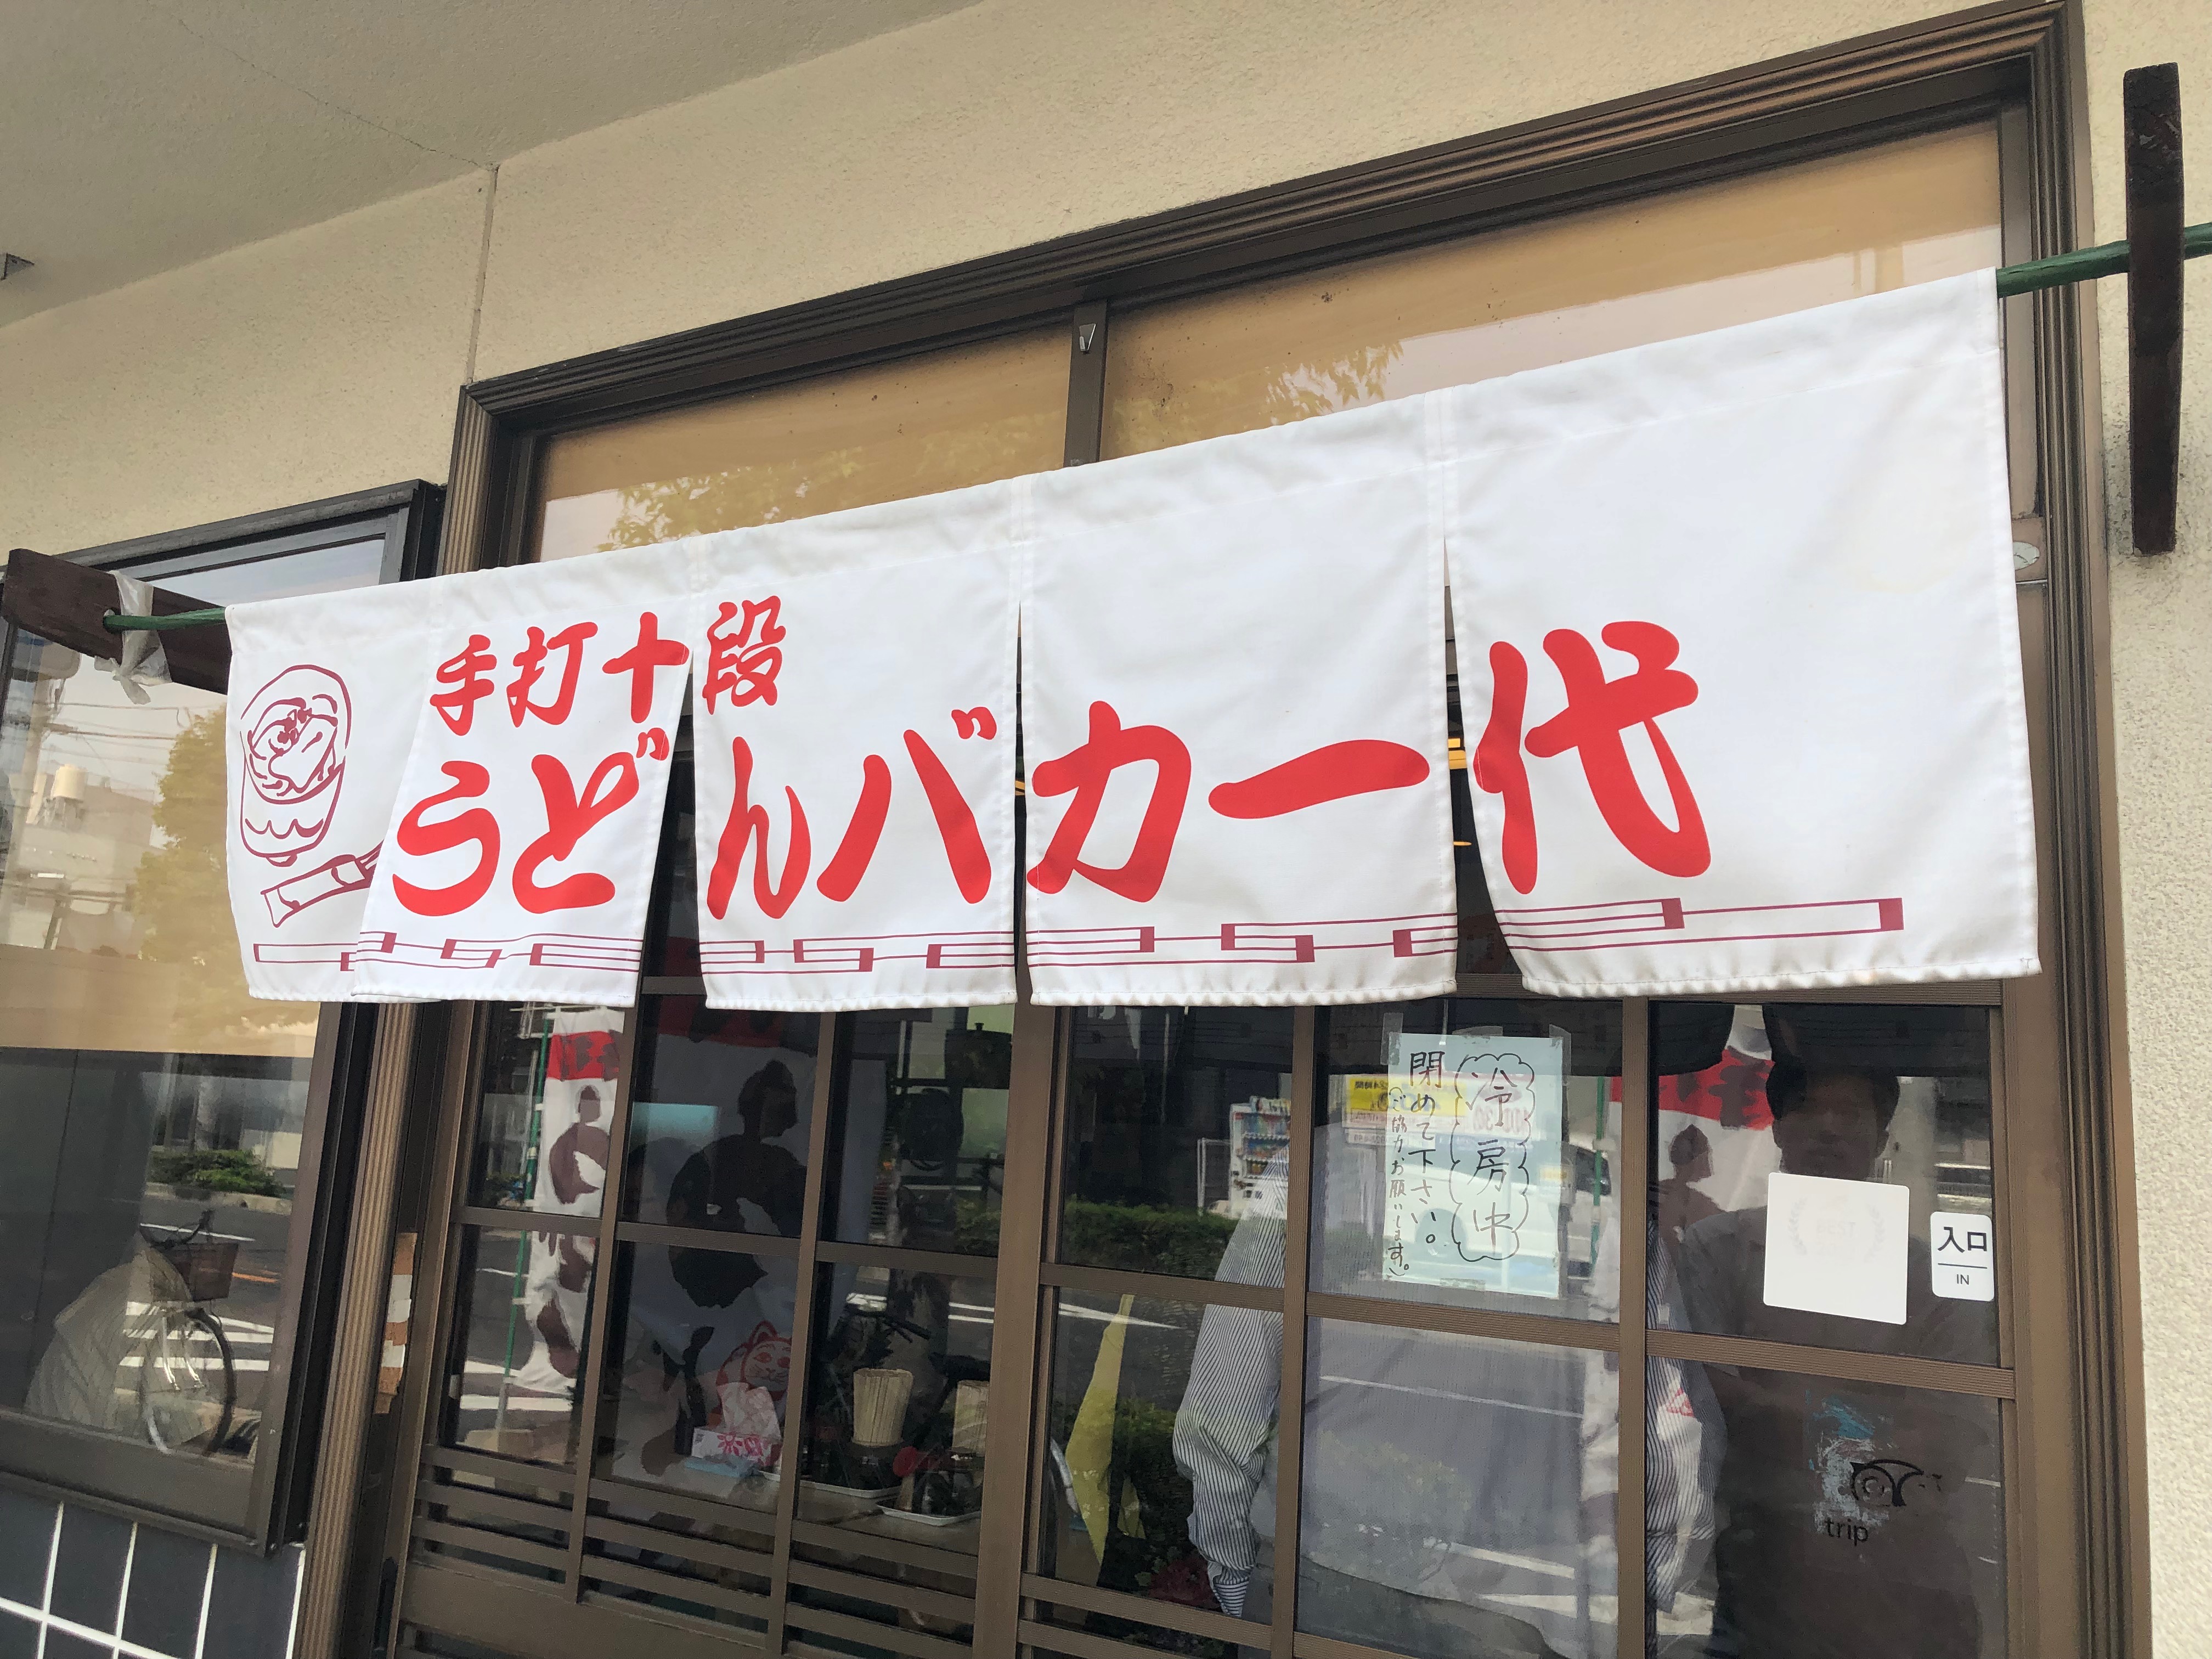 手打十段
うどんバカ一代
冷房中
閉めて下さい。
(ご協力お願いします。)
入口
IN
trip